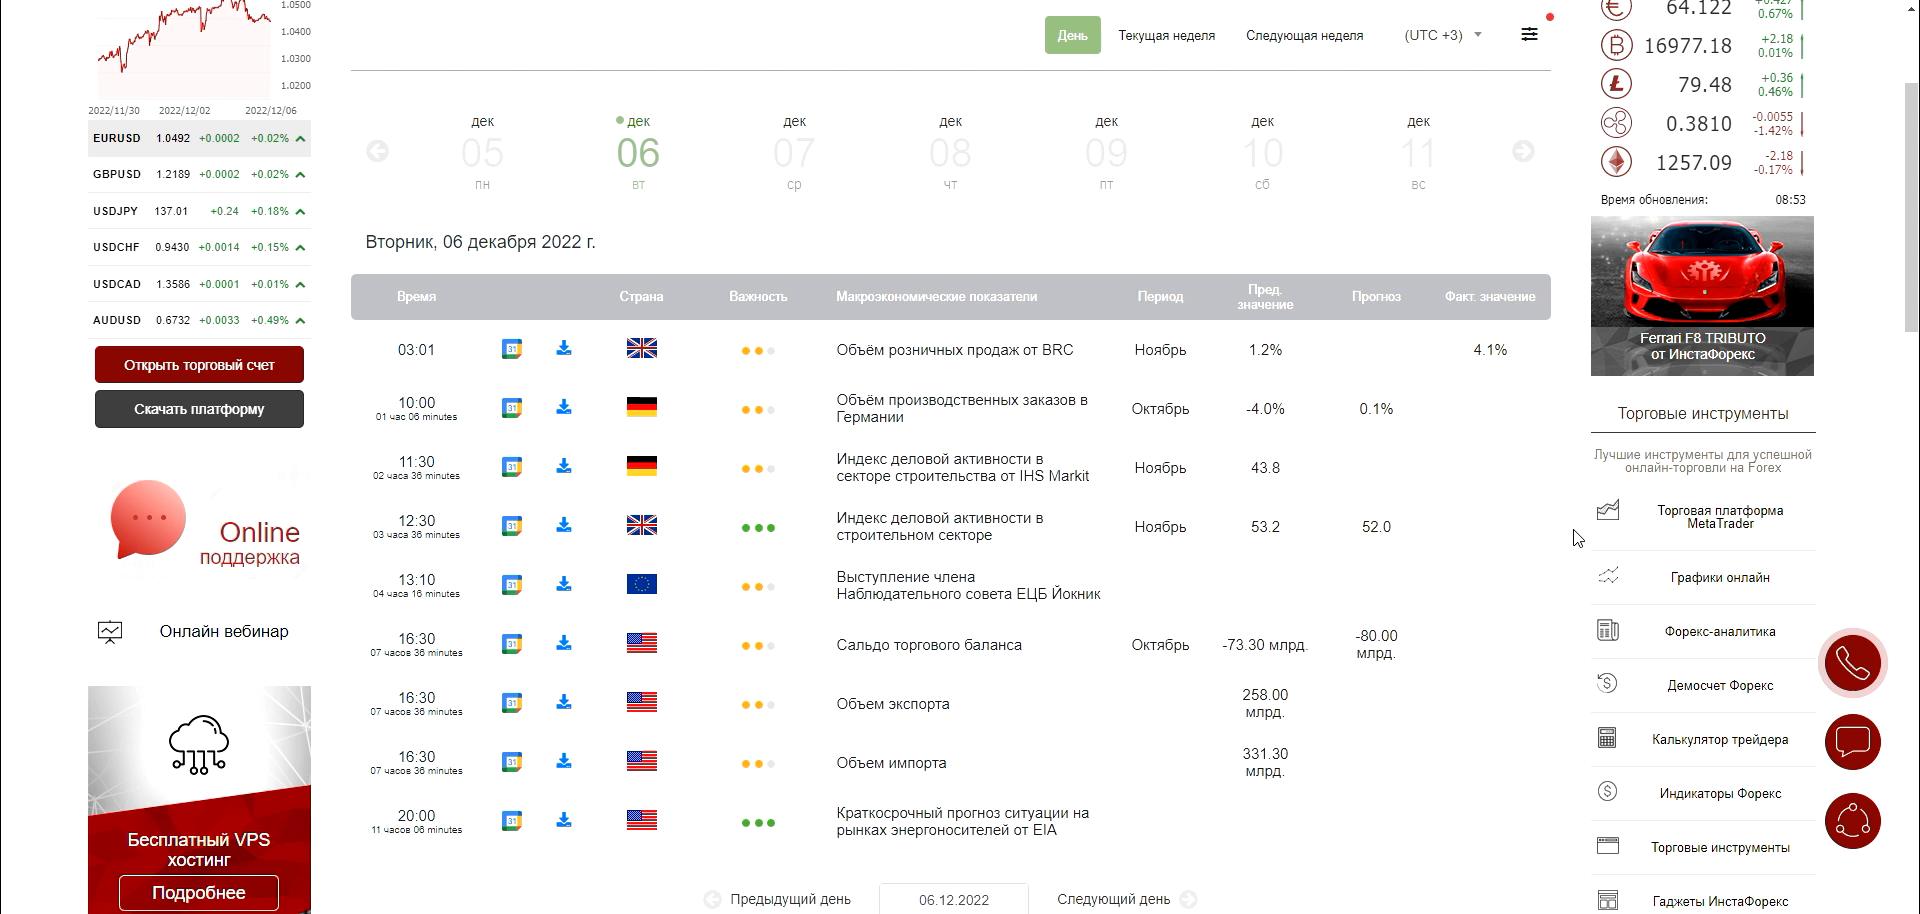 1.0500
1.0400
1.0300
1.0200
2022/11/30 2022/12/02 2022/12/06
EURUSD 1.0492 +0.0002 +0.02%
GBPUSD 1.2189 +0.0002 +0.02%
USDJPY 137.01 +0.24 +0.18%
USDCHF 0.9430 +0.0014 +0.15%
USDCAD 1.3586 +0.0001 +0.01%
AUDUSD 0.6732 +0.0033 +0.49%
Открыть торговый счет
Скачать платформу
Online
поддержка
Онлайн вебинар
Бесплатный VPS
хостинг
Подробнее
День Текущая неделя Следующая неделя (UTC +3)
дек дек дек дек дек дек дек
05 06 07 08 09 10 11
пн вт ср чт пт сб вс
Вторник, 06 декабря 2022 г.
Время Страна Важность Макроэкономические показатели Период Пред. значение Прогноз Факт. значение
03:01 31 Объём розничных продаж от BRC Ноябрь 1.2% 4.1%
10:00 31 Объём производственных заказов в Октябрь -4.0% 0.1%
01 час 06 minutes Германии
11:30 31 Индекс деловой активности в Ноябрь 43.8
02 часа 36 minutes секторе строительства от IHS Markit
12:30 31 Индекс деловой активности в Ноябрь 53.2 52.0
03 часа 36 minutes строительном секторе
13:10 31 Выступление члена
04 часа 16 minutes Наблюдательного совета ЕЦБ Йокник
16:30 31 Сальдо торгового баланса Октябрь -73.30 млрд. -80.00 млрд.
07 часов 36 minutes
16:30 31 Объем экспорта 258.00 млрд.
07 часов 36 minutes
16:30 31 Объем импорта 331.30 млрд.
07 часов 36 minutes
20:00 31 Краткосрочный прогноз ситуации на
11 часов 06 minutes рынках энергоносителей от EIA
Предыдущий день 06.12.2022 Следующий день
64.122 +0.427 0.67%
16977.18 +2.18 0.01%
79.48 +0.36 0.46%
0.3810 -0.0055 -1.42%
1257.09 -2.18 -0.17%
Время обновления: 08:53
Ferrari F8 TRIBUTO
от ИнстаФорекс
Торговые инструменты
Лучшие инструменты для успешной
онлайн-торговли на Forex
Торговая платформа
MetaTrader
Графики онлайн
Форекс-аналитика
Демосчет Форекс
Калькулятор трейдера
Индикаторы Форекс
Торговые инструменты
Гаджеты ИнстаФорекс